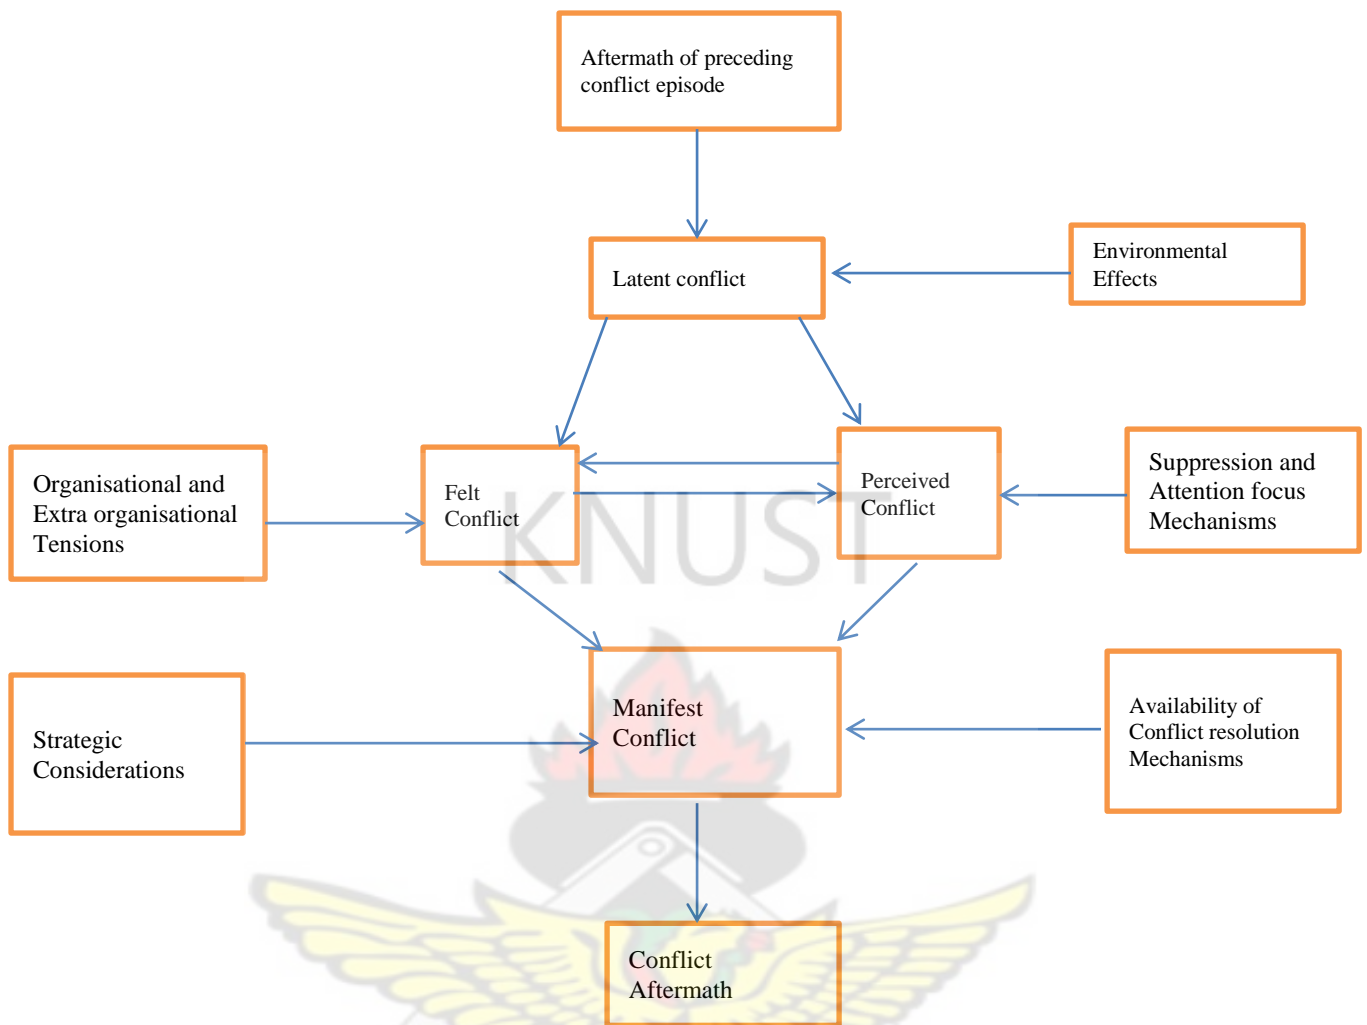 Aftermath of preceding
conflict episode
Latent conflict
Environmental
Effects
Organisational and
Extra organisational
Tensions
Felt
Conflict
Perceived
Conflict
Suppression and
Attention focus
Mechanisms
KNUST
Strategic
Considerations
Manifest
Conflict
Availability of
Conflict resolution
Mechanisms
Conflict
Aftermath